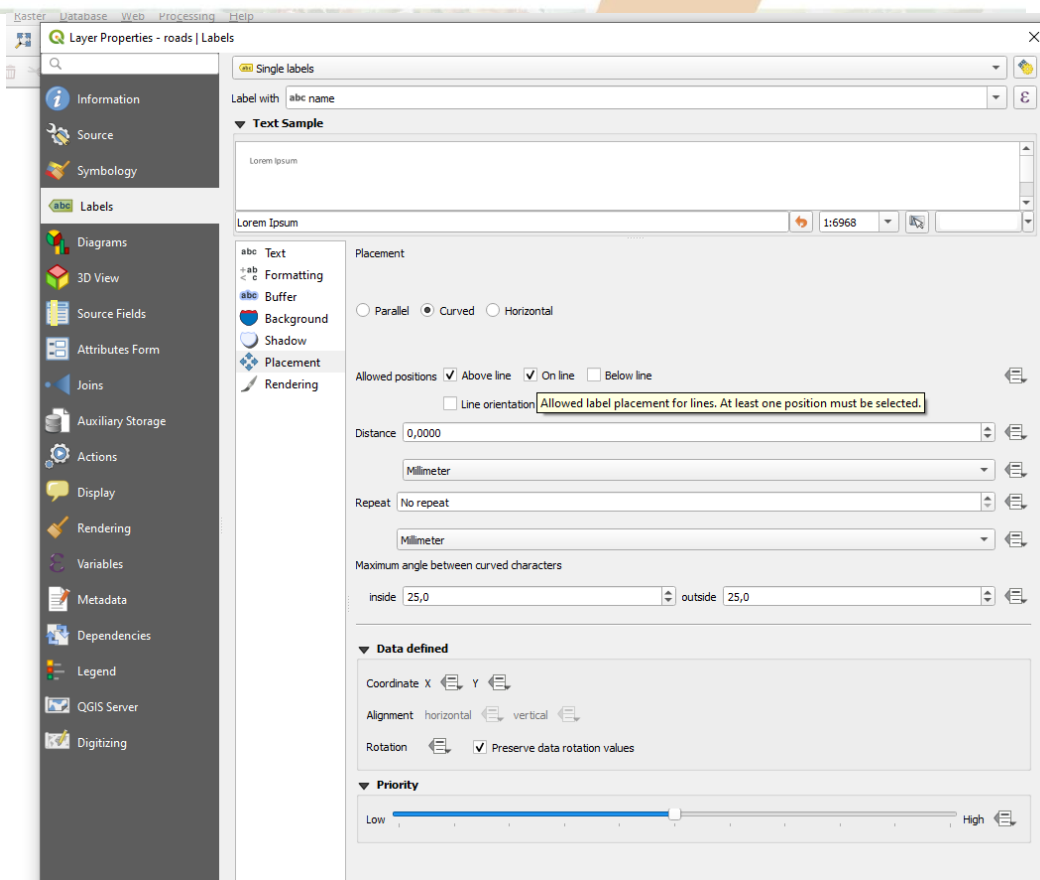 Raster Database Web Processing Help
Layer Properties - roads | Labels
Information
Source
Symbology
abc Labels
Diagrams
3D View
Source Fields
Attributes Form
Joins
Auxiliary Storage
Actions
Display
Rendering
Variables
Metadata
Dependencies
Legend
QGIS Server
Digitizing
abc Single labels
Label with abc name ε
Text Sample
Lorem Ipsum
Lorem Ipsum 1:6968
abc Text
+ab < c Formatting
abc Buffer
Background
Shadow
Placement
Rendering
Placement
Parallel Curved Horizontal
Allowed positions Above line On line Below line
Line orientation
Allowed label placement for lines. At least one position must be selected.
Distance 0,0000
Millimeter
Repeat No repeat
Millimeter
Maximum angle between curved characters
inside 25,0 outside 25,0
Data defined
Coordinate X Y
Alignment horizontal vertical
Rotation Preserve data rotation values
Priority
Low High